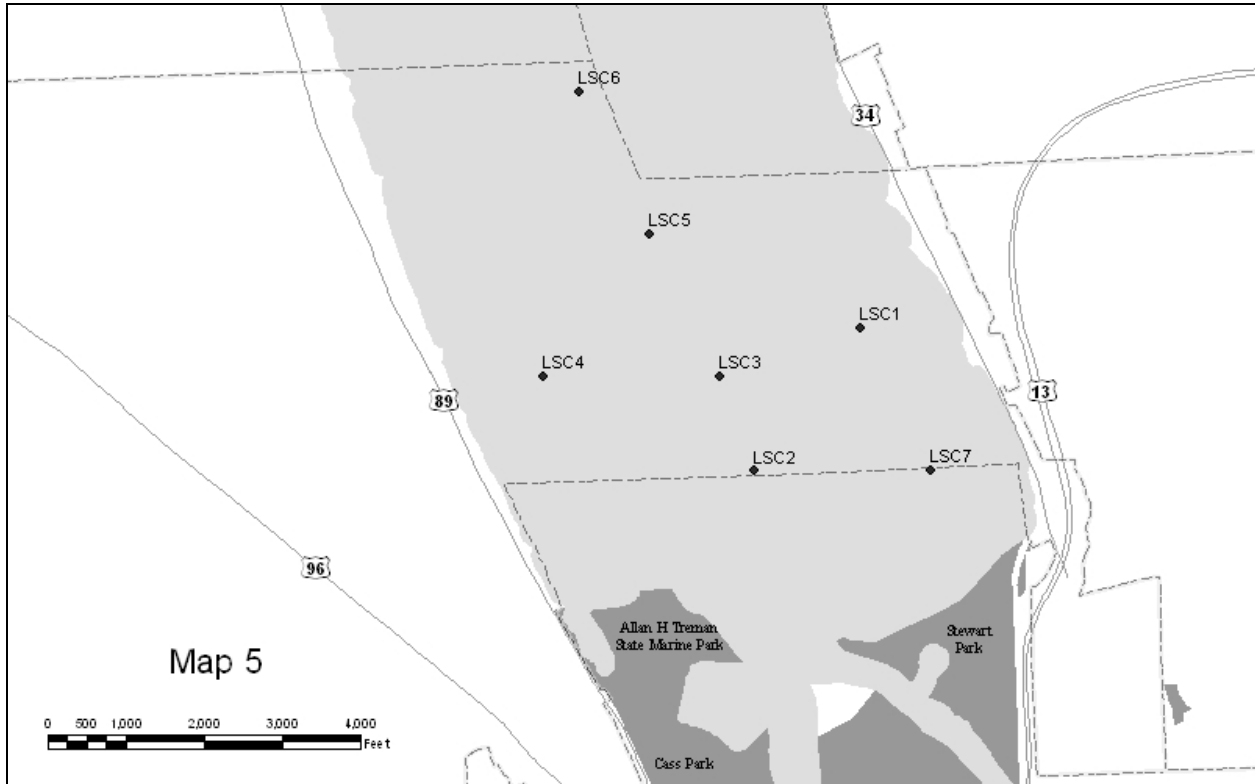 LSC6
34
LSC5
LSC1
LSC4
LSC3
89
13
LSC2
LSC7
96
Allan H Treman
State Marine Park
Stewart
Park
Map 5
0 500 1,000 2,000 3,000 4,000
Feet
Cass Park